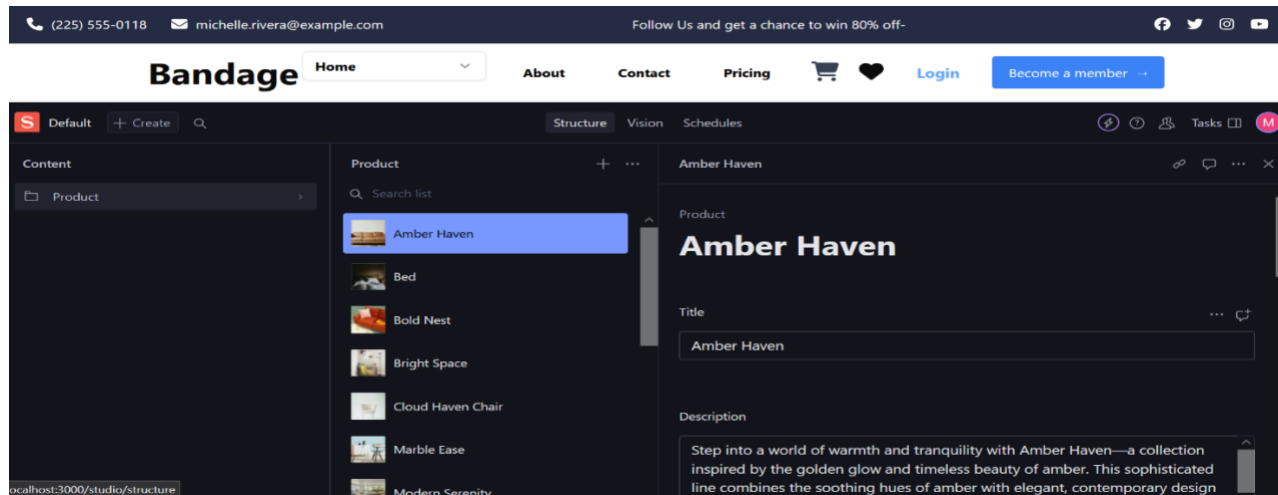 (225) 555-0118 michelle.rivera@example.com Follow Us and get a chance to win 80% off-
Bandage Home About Contact Pricing Login Become a member →
S Default + Create Structure Vision Schedules Tasks M
Content
Product
Product
Search list
Amber Haven
Bed
Bold Nest
Bright Space
Cloud Haven Chair
Marble Ease
Modern Serenity
Amber Haven
Product
Amber Haven
Title
Amber Haven
Description
Step into a world of warmth and tranquility with Amber Haven—a collection
inspired by the golden glow and timeless beauty of amber. This sophisticated
line combines the soothing hues of amber with elegant, contemporary design
ocalhost:3000/studio/structure